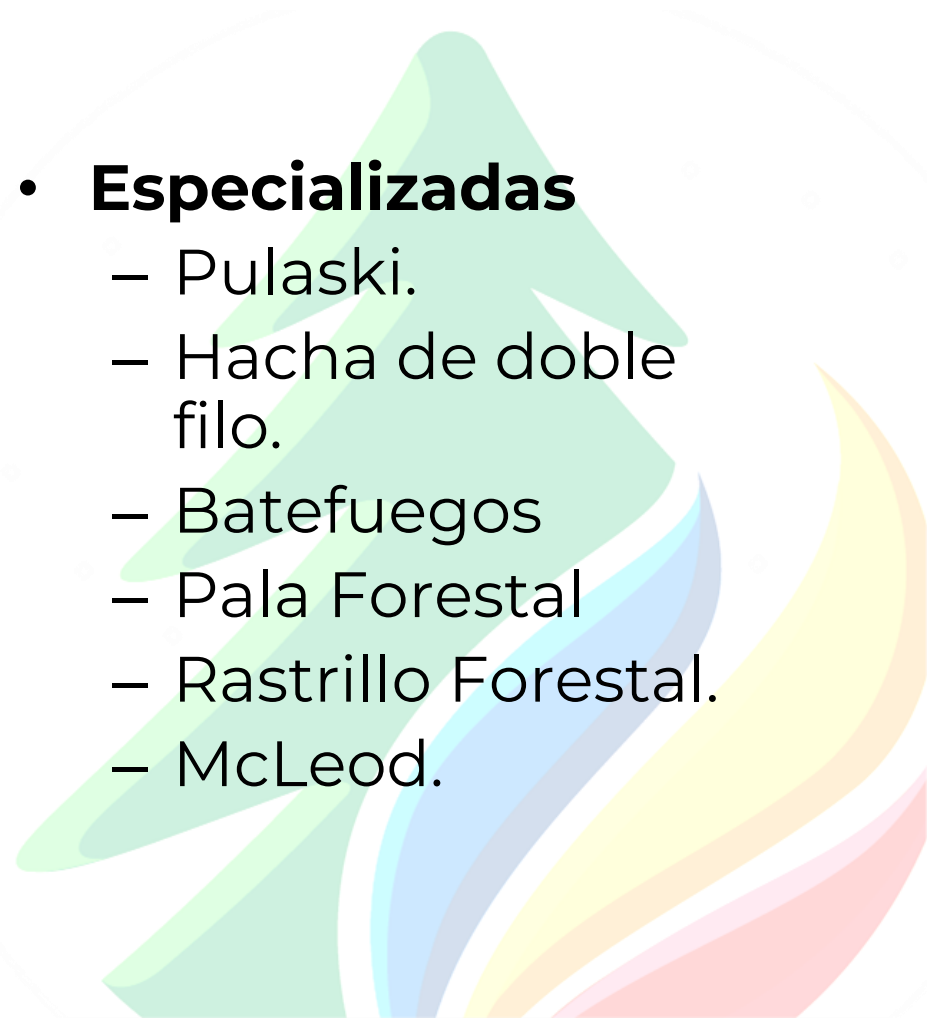 • Especializadas
– Pulaski.
– Hacha de doble
filo.
– Batefuegos
– Pala Forestal
– Rastrillo Forestal.
– McLeod.